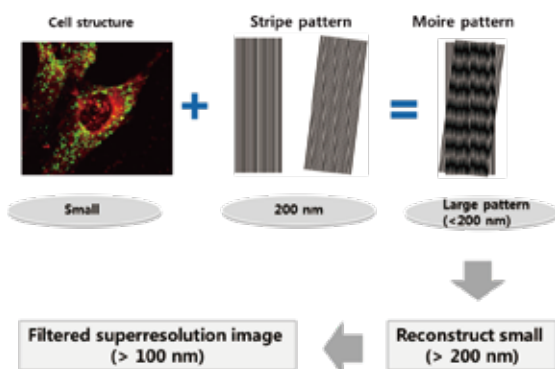 Cell structure
Stripe pattern
Moire pattern
+
=
Small
200 nm
Large pattern
(<200 nm)
Filtered superresolution image
(> 100 nm)
Reconstruct small
(> 200 nm)